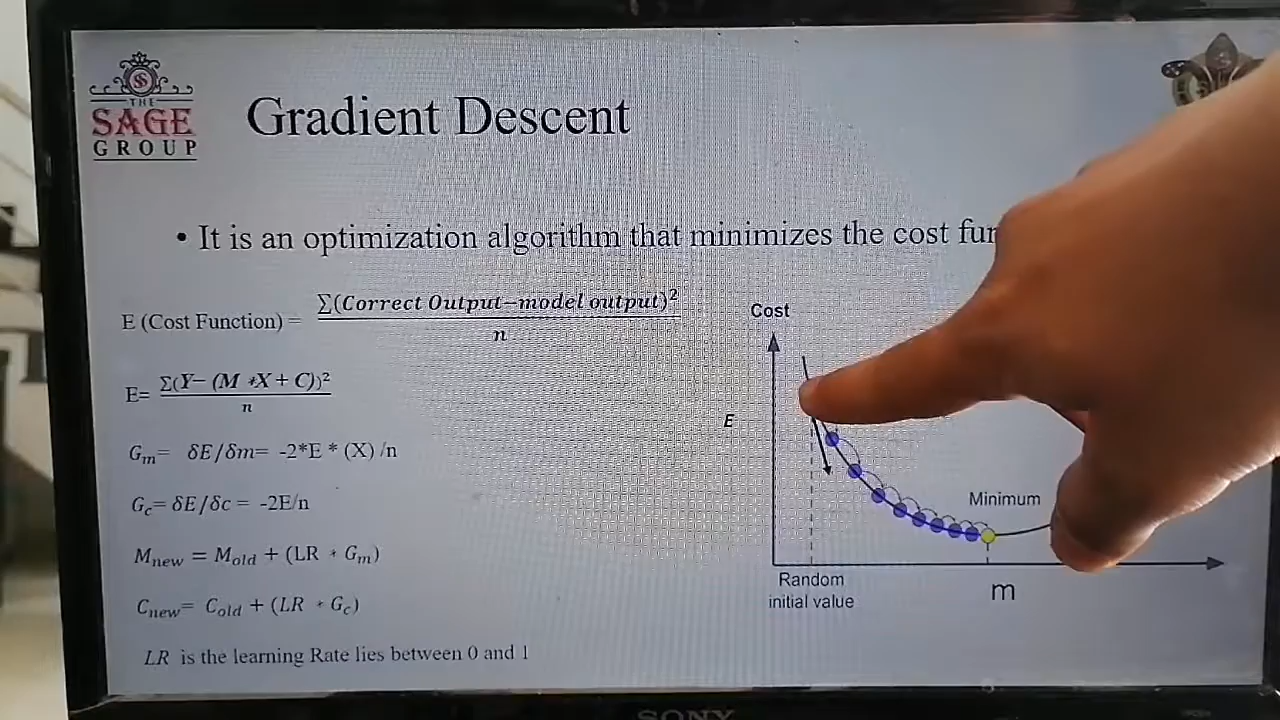 THE
SAGE
GROUP
Gradient Descent
• It is an optimization algorithm that minimizes the cost
E (Cost Function) = ∑(Correct Output−model output)² / n
E= Σ(Y− (M *X + C))² / n
Gm= δE/δm= -2*E * (X) /n
Gc= δE/δc = -2E/n
Mnew = Mold + (LR * Gm)
Cnew= Cold + (LR * Gc)
LR is the learning Rate lies between 0 and 1
Cost
E
Minimum
Random
initial value
m
SONY